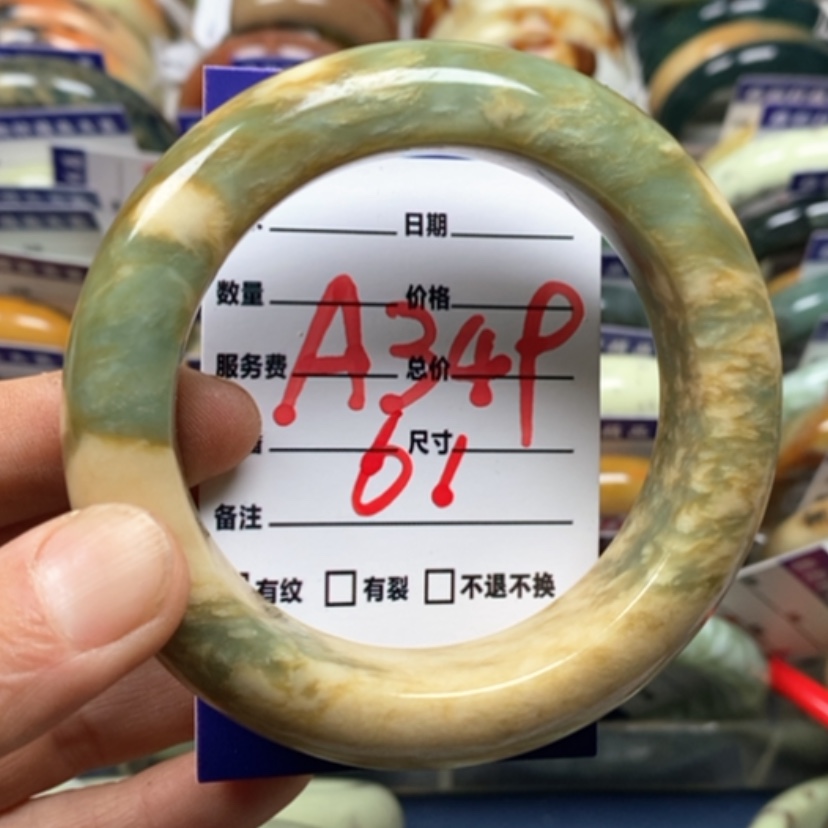 日期
数量 价格
A349
服务费 总价
61 尺寸
备注
有纹 有裂 不退不换